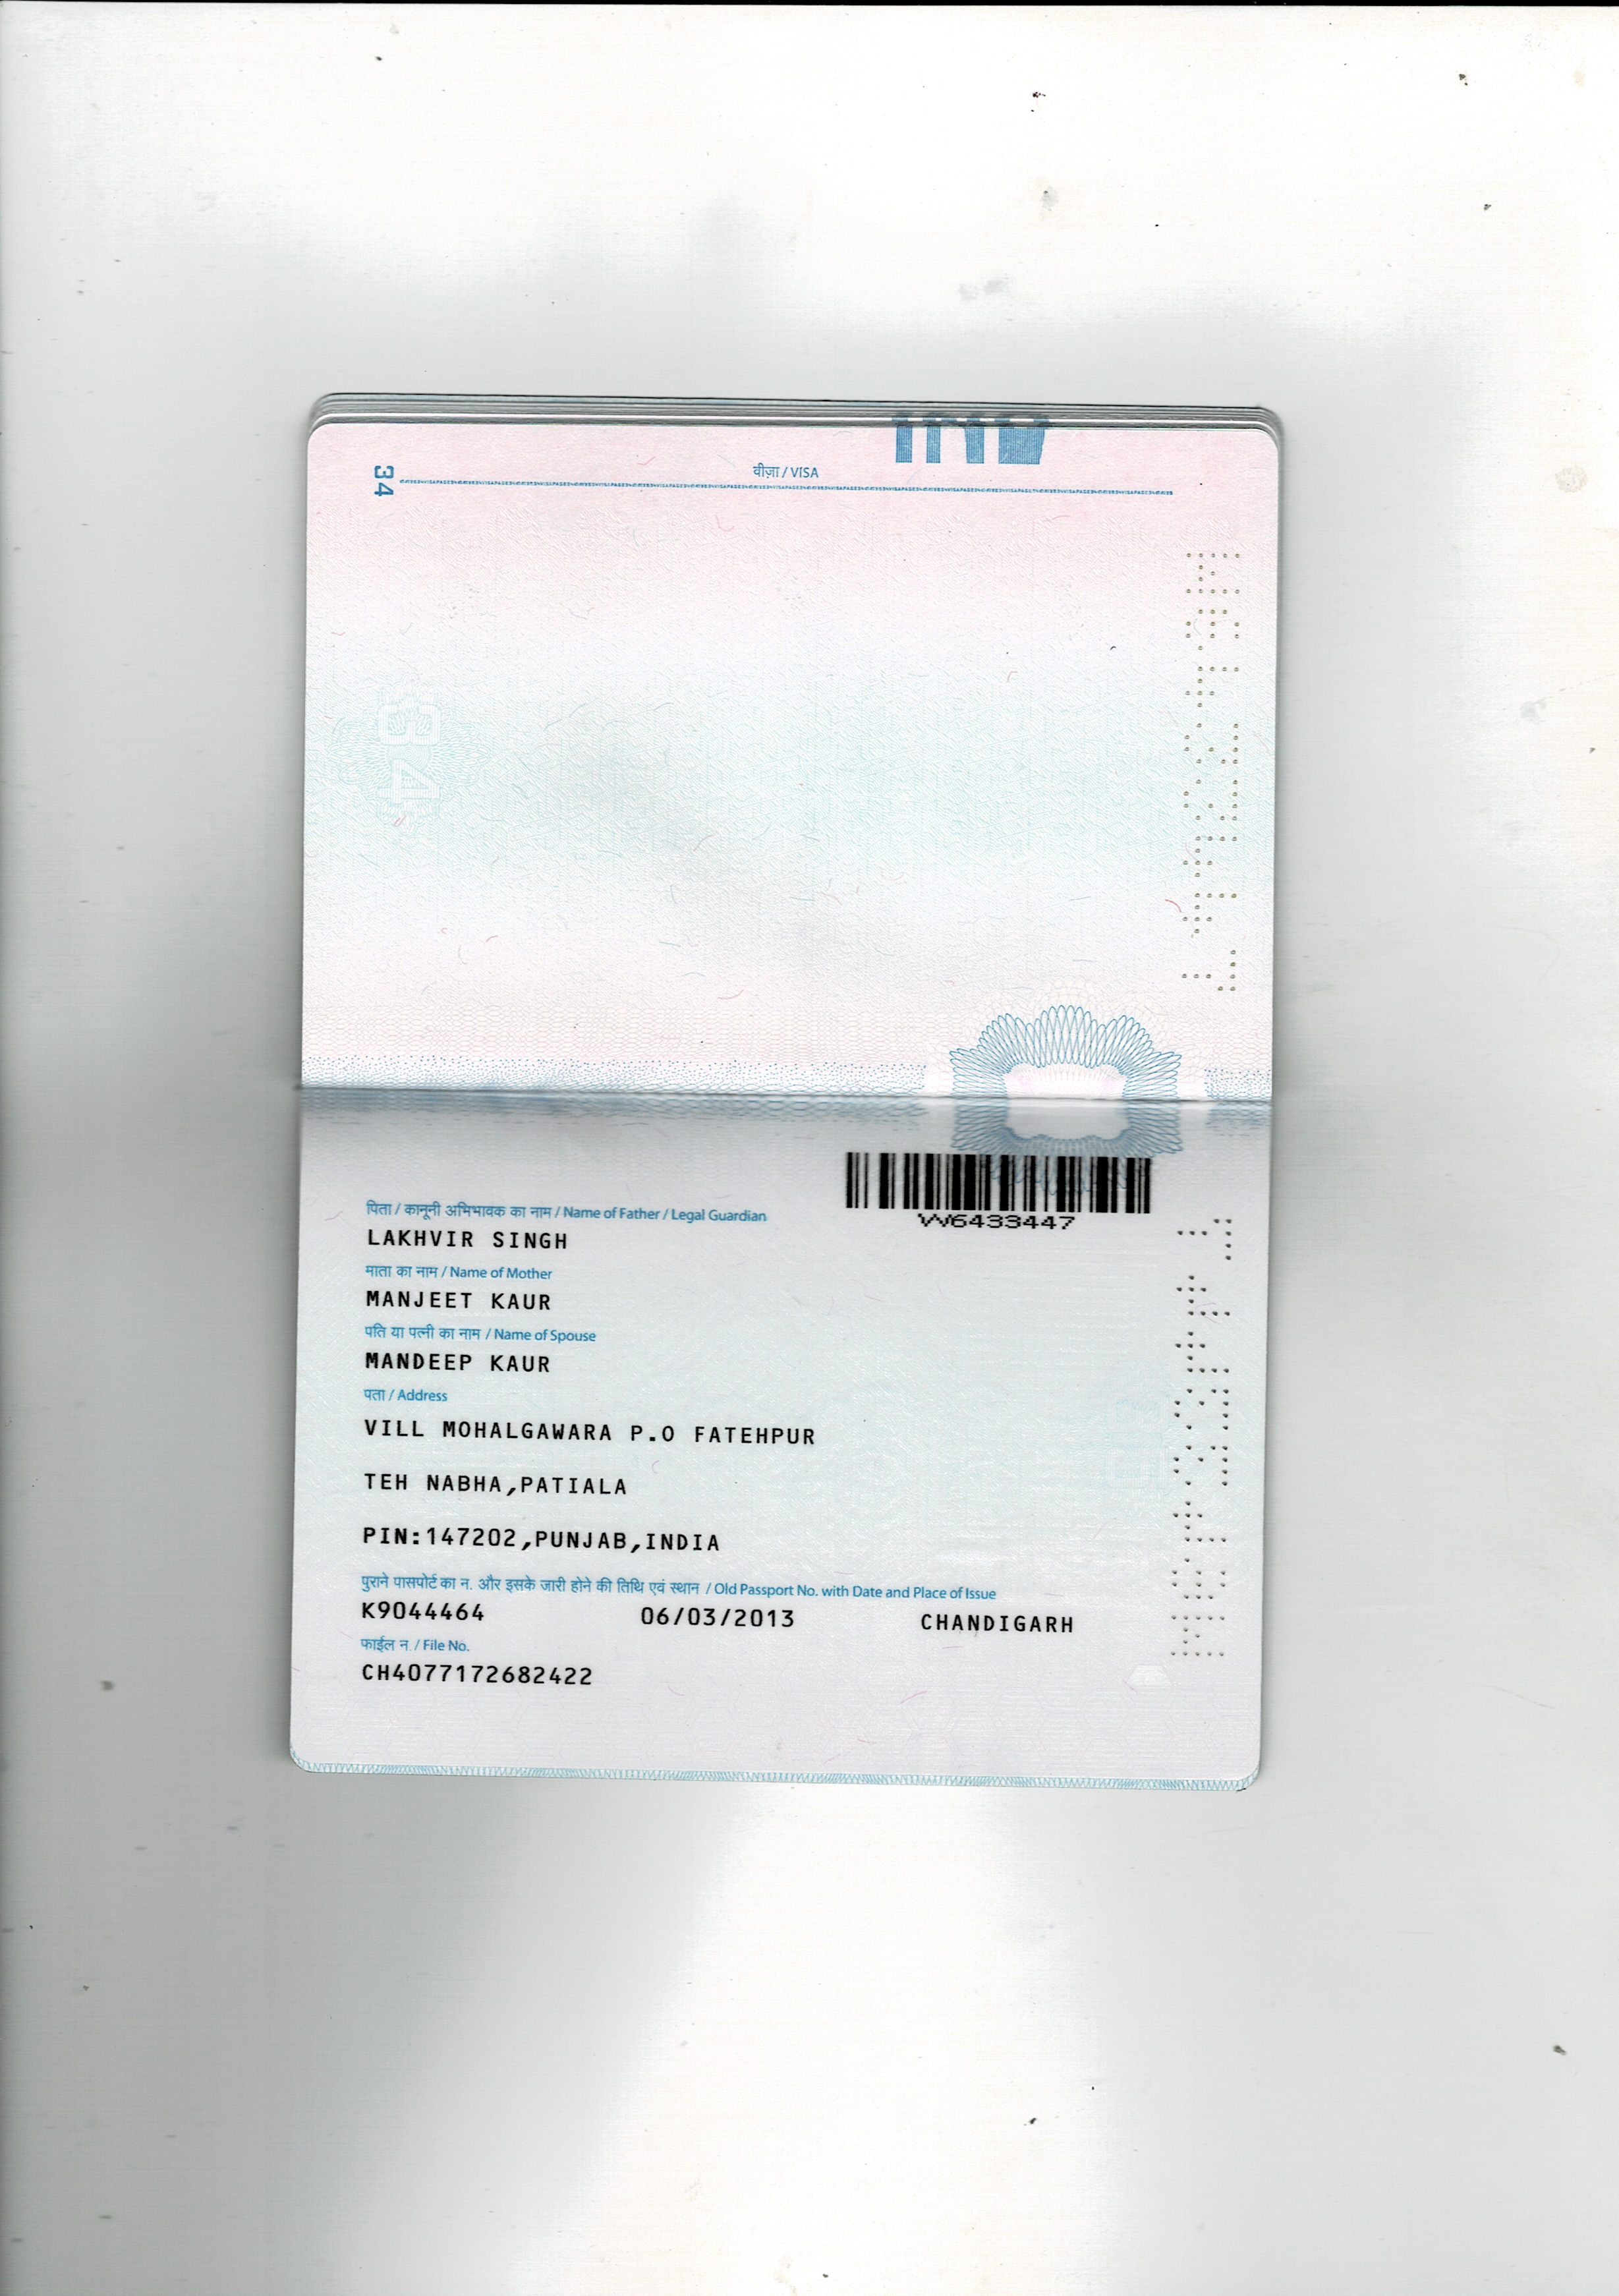 34
वीज़ा / VISA
W6433447
पिता / कानूनी अभिभावक का नाम / Name of Father / Legal Guardian
LAKHVIR SINGH
माता का नाम / Name of Mother
MANJEET KAUR
पति या पत्नी का नाम / Name of Spouse
MANDEEP KAUR
पता / Address
VILL MOHALGAWARA P.O FATEHPUR
TEH NABHA,PATIALA
PIN:147202,PUNJAB,INDIA
पुराने पासपोर्ट का न. और इसके जारी होने की तिथि एवं स्थान / Old Passport No. with Date and Place of Issue
K9044464 06/03/2013 CHANDIGARH
फाईल न. / File No.
CH4077172682422